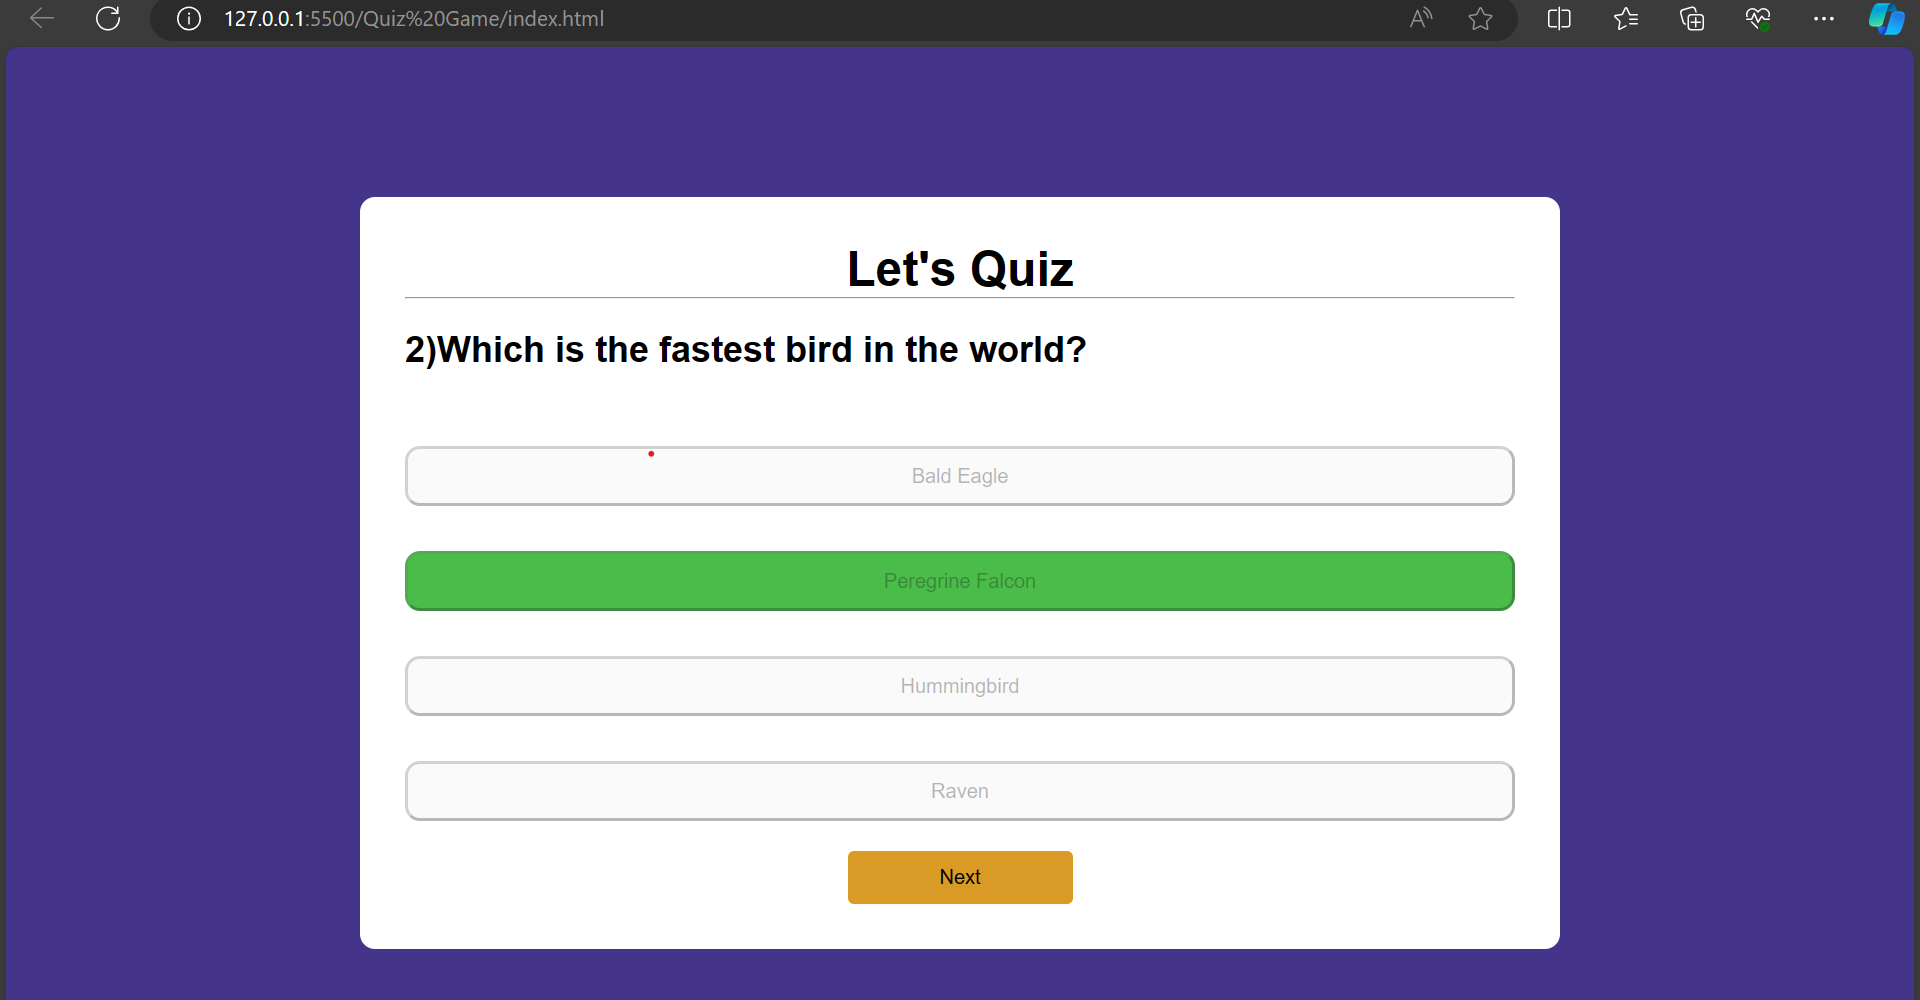 127.0.0.1:5500/Quiz%20Game/index.html
Let's Quiz
2)Which is the fastest bird in the world?
Bald Eagle
Peregrine Falcon
Hummingbird
Raven
Next